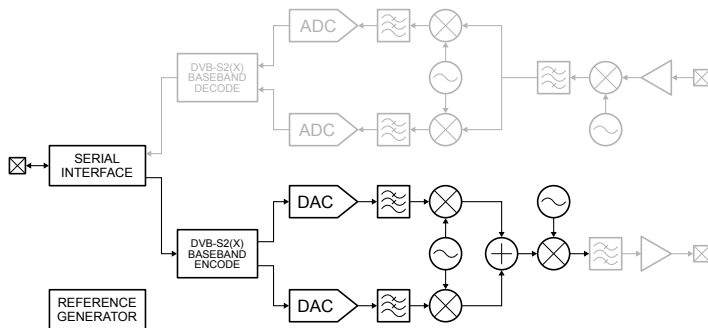 ADC
DVB-S2(X)
BASEBAND
DECODE
ADC
SERIAL
INTERFACE
DAC
DVB-S2(X)
BASEBAND
ENCODE
DAC
REFERENCE
GENERATOR